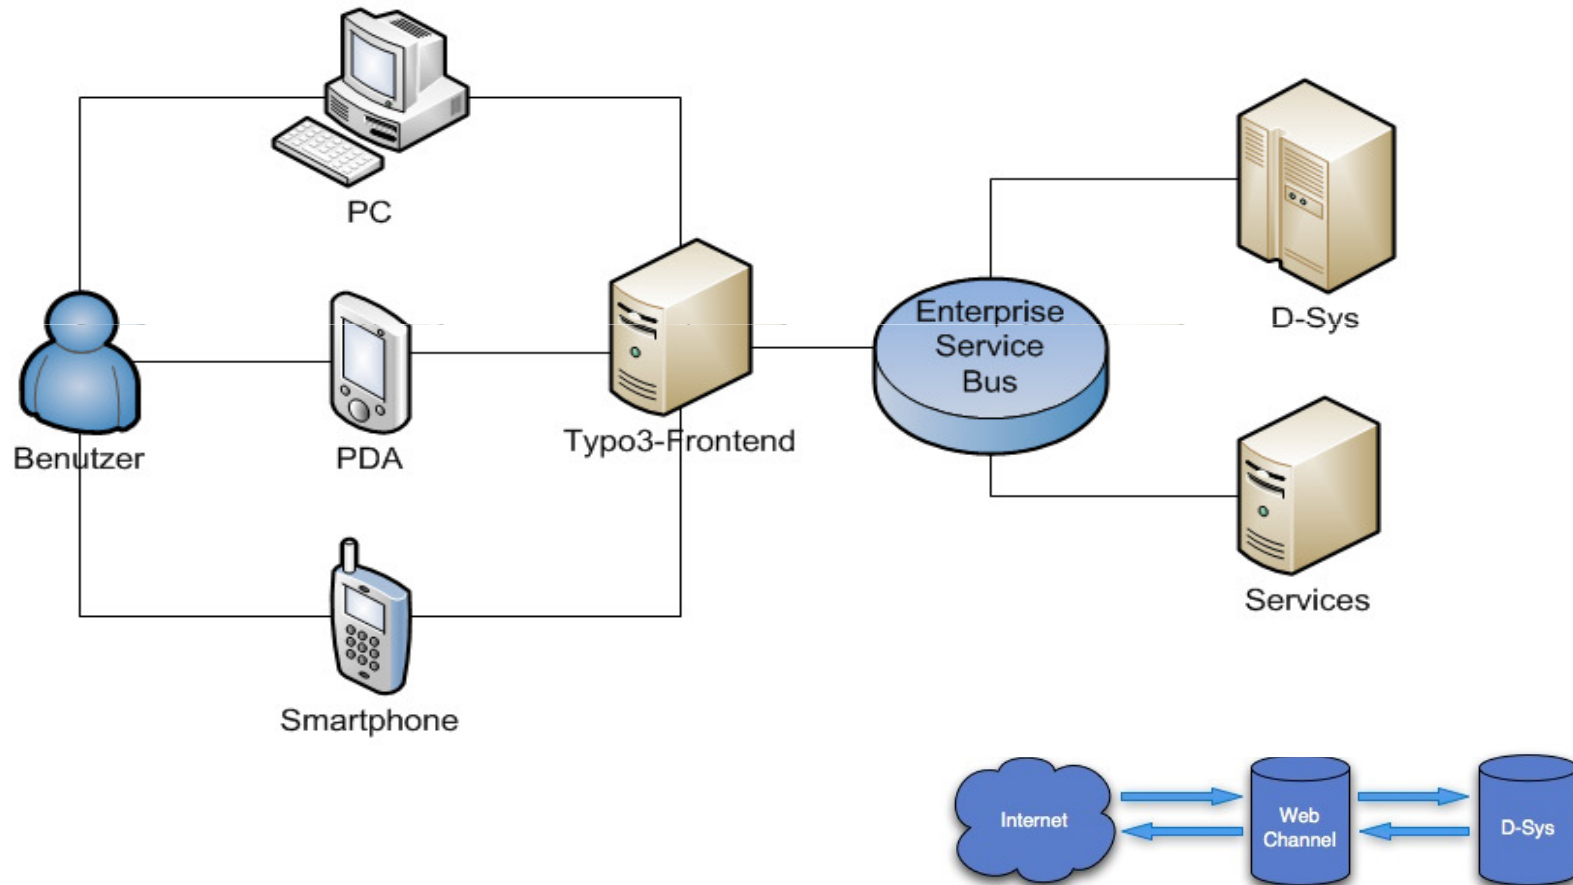 PC
Enterprise
Service
Bus
D-Sys
Benutzer
PDA
Typo3-Frontend
Services
Smartphone
Internet
Web
Channel
D-Sys